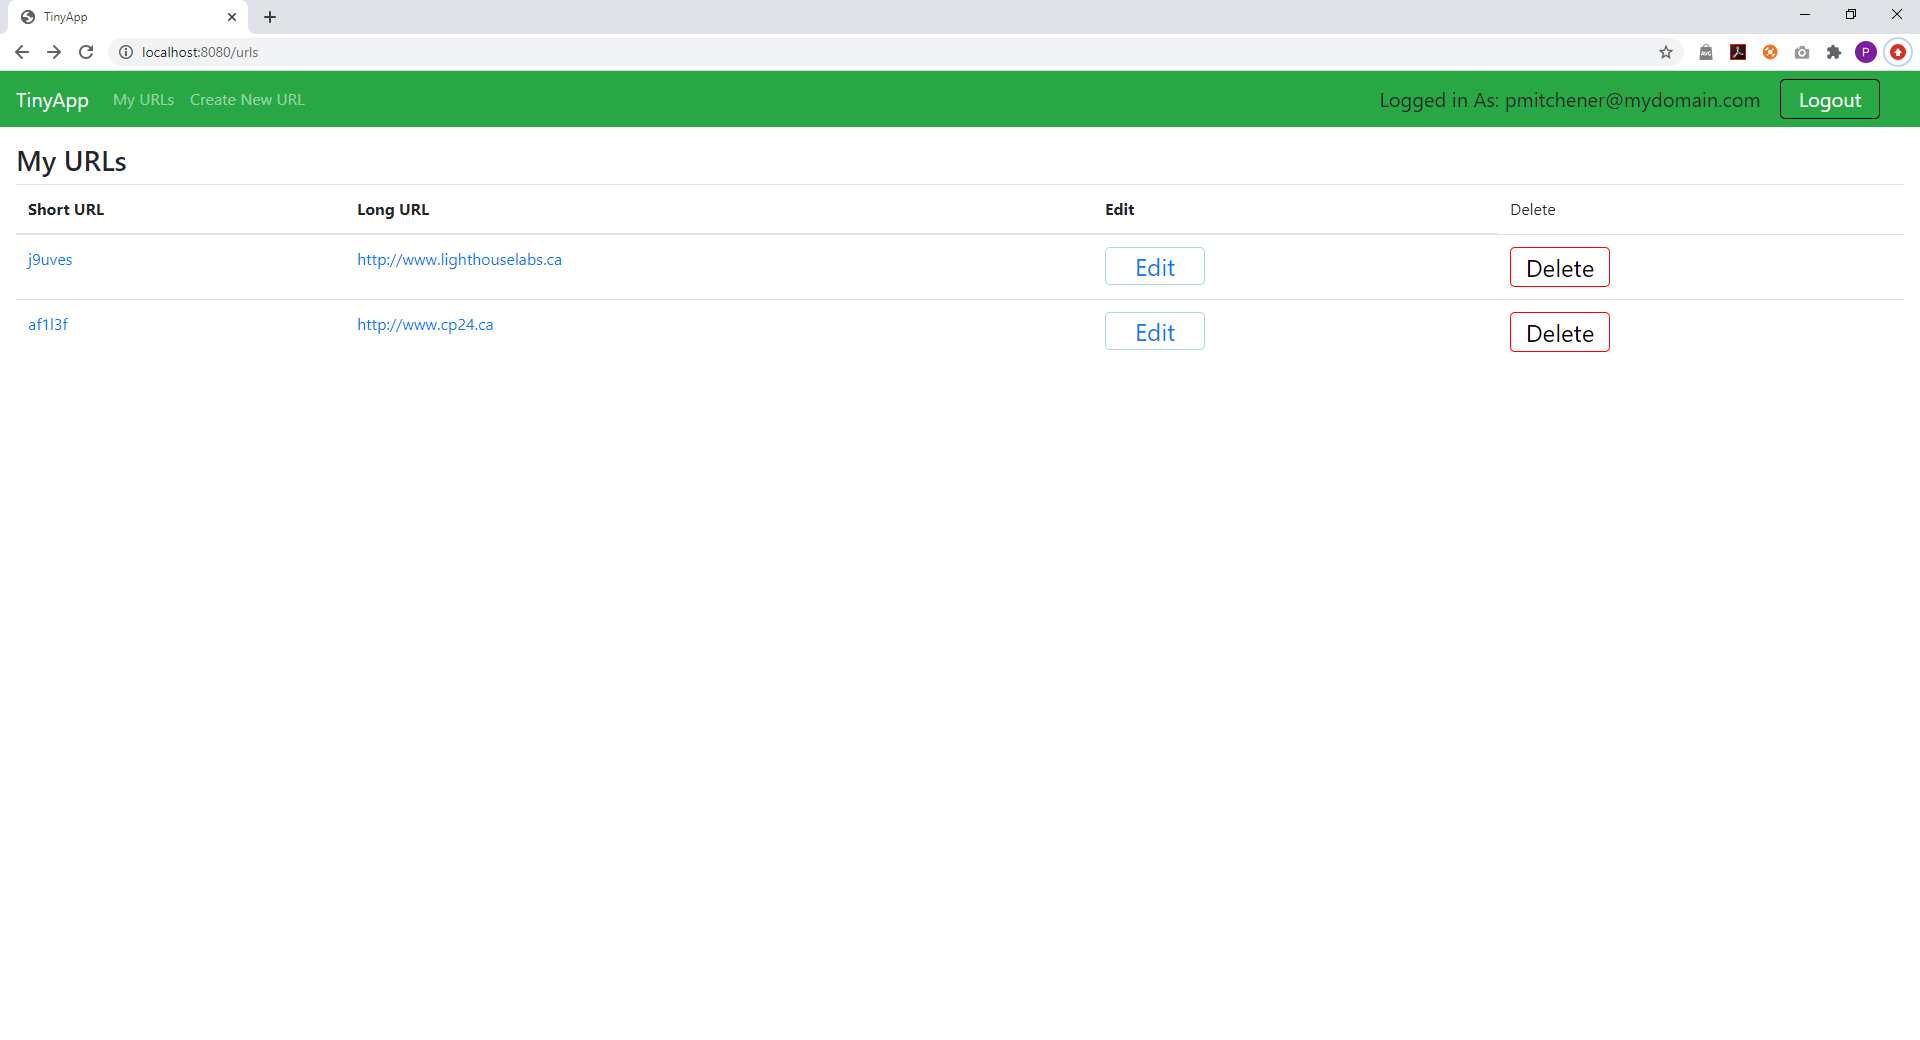 TinyApp
localhost:8080/urls
AVG
P
TinyApp My URLs Create New URL Logged in As: pmitchener@mydomain.com Logout
My URLs
Short URL Long URL Edit Delete
j9uves http://www.lighthouselabs.ca Edit Delete
af1l3f http://www.cp24.ca Edit Delete